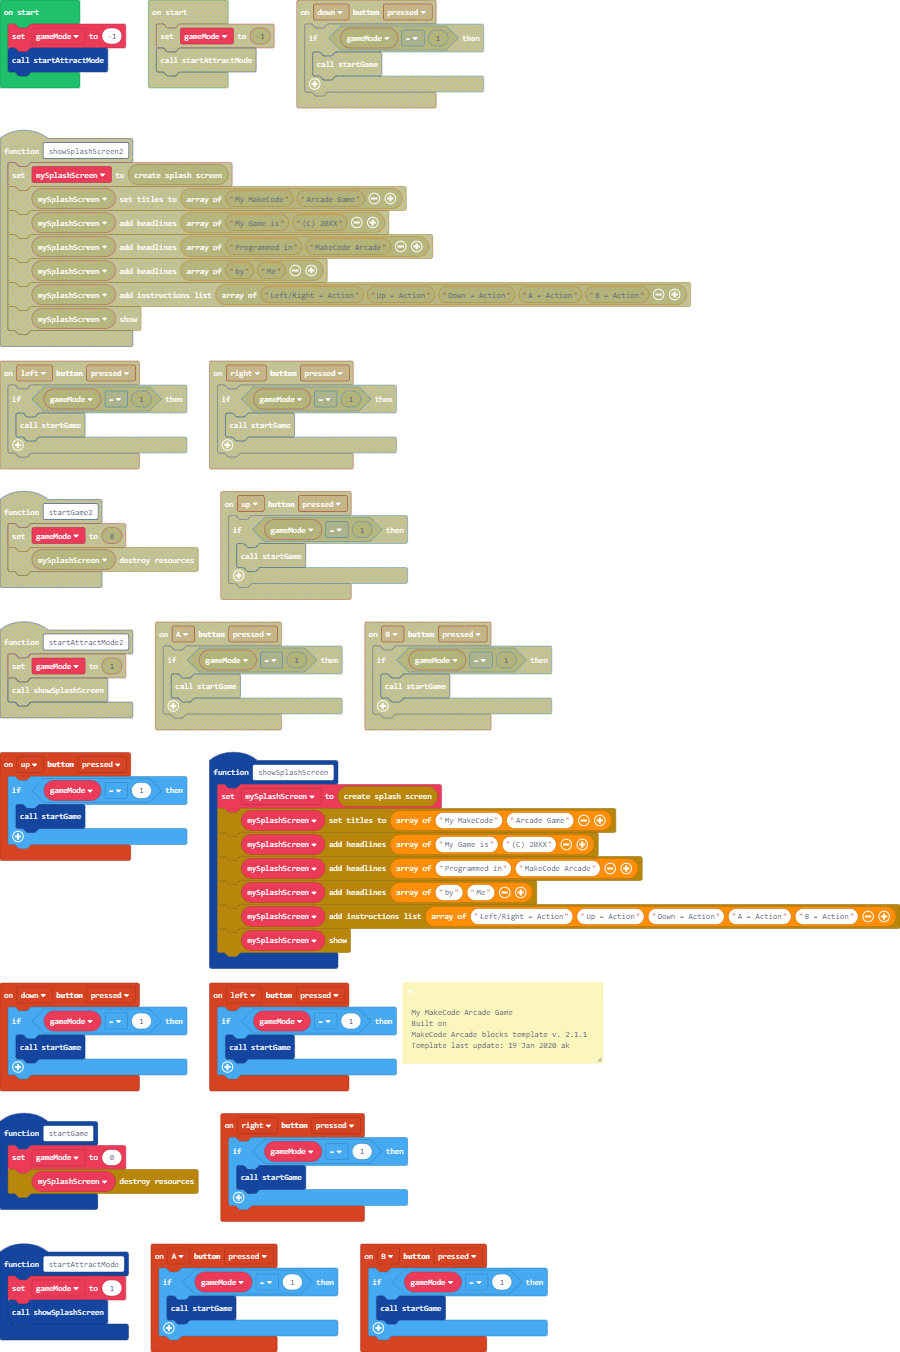 on start
set gameMode to -1
call startAttractMode
on start
set gameMode to -1
call startAttractMode
on down button pressed
if gameMode = 1 then
call startGame
function showSplashScreen2
set mySplashScreen to create splash screen
mySplashScreen set titles to array of "My MakeCode" "Arcade Game"
mySplashScreen add headlines array of "My Game is" "(C) 20XX"
mySplashScreen add headlines array of "Programmed in" "MakeCode Arcade"
mySplashScreen add headlines array of "by" "Me"
mySplashScreen add instructions list array of "Left/Right = Action" "Up = Action" "Down = Action" "A = Action" "B = Action"
mySplashScreen show
on left button pressed
if gameMode = 1 then
call startGame
on right button pressed
if gameMode = 1 then
call startGame
function startGame2
set gameMode to 0
mySplashScreen destroy resources
on up button pressed
if gameMode = 1 then
call startGame
function startAttractMode2
set gameMode to 1
call showSplashScreen
on A button pressed
if gameMode = 1 then
call startGame
on B button pressed
if gameMode = 1 then
call startGame
on up button pressed
if gameMode = 1 then
call startGame
function showSplashScreen
set mySplashScreen to create splash screen
mySplashScreen set titles to array of "My MakeCode" "Arcade Game"
mySplashScreen add headlines array of "My Game is" "(C) 20XX"
mySplashScreen add headlines array of "Programmed in" "MakeCode Arcade"
mySplashScreen add headlines array of "by" "Me"
mySplashScreen add instructions list array of "Left/Right = Action" "Up = Action" "Down = Action" "A = Action" "B = Action"
mySplashScreen show
on down button pressed
if gameMode = 1 then
call startGame
on left button pressed
if gameMode = 1 then
call startGame
My MakeCode Arcade Game
Built on
MakeCode Arcade blocks template v. 2.1.1
Template last update: 19 Jan 2020 ak
function startGame
set gameMode to 0
mySplashScreen destroy resources
on right button pressed
if gameMode = 1 then
call startGame
function startAttractMode
set gameMode to 1
call showSplashScreen
on A button pressed
if gameMode = 1 then
call startGame
on B button pressed
if gameMode = 1 then
call startGame